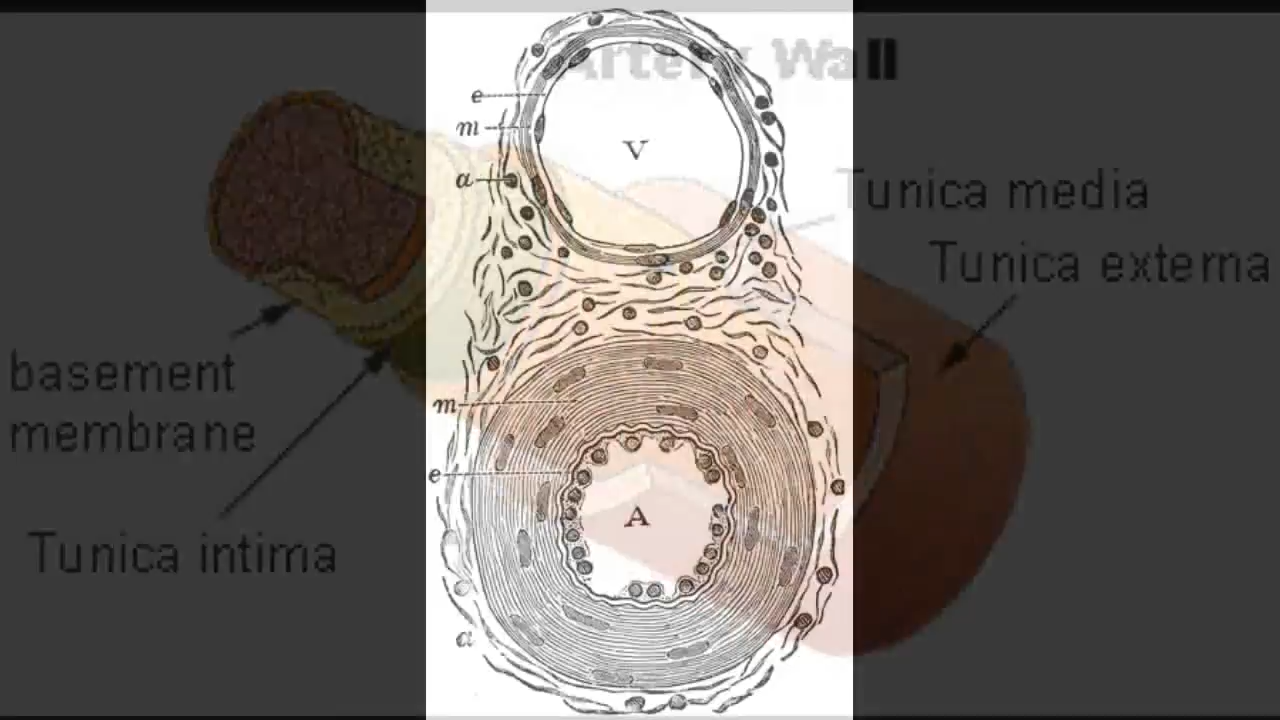 Artery Wall
e
m
V
a
Tunica media
Tunica externa
basement
membrane
m
e
A
Tunica intima
a